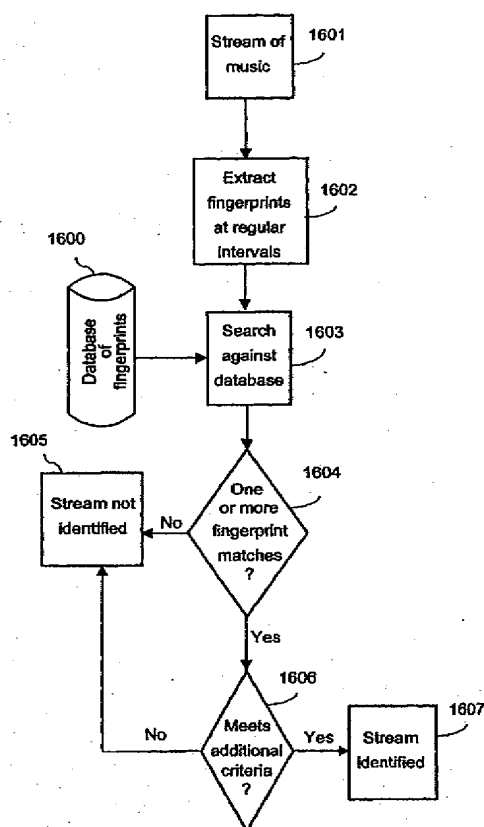 1601
Stream of
music
1602
Extract
fingerprints
at regular
intervals
1600
Database
of
fingerprints
1603
Search
against
database
1604
One
or more
fingerprint
matches
?
1605
Stream not
identified
No
Yes
1606
Meets
additional
criteria
?
No
Yes
1607
Stream
identified